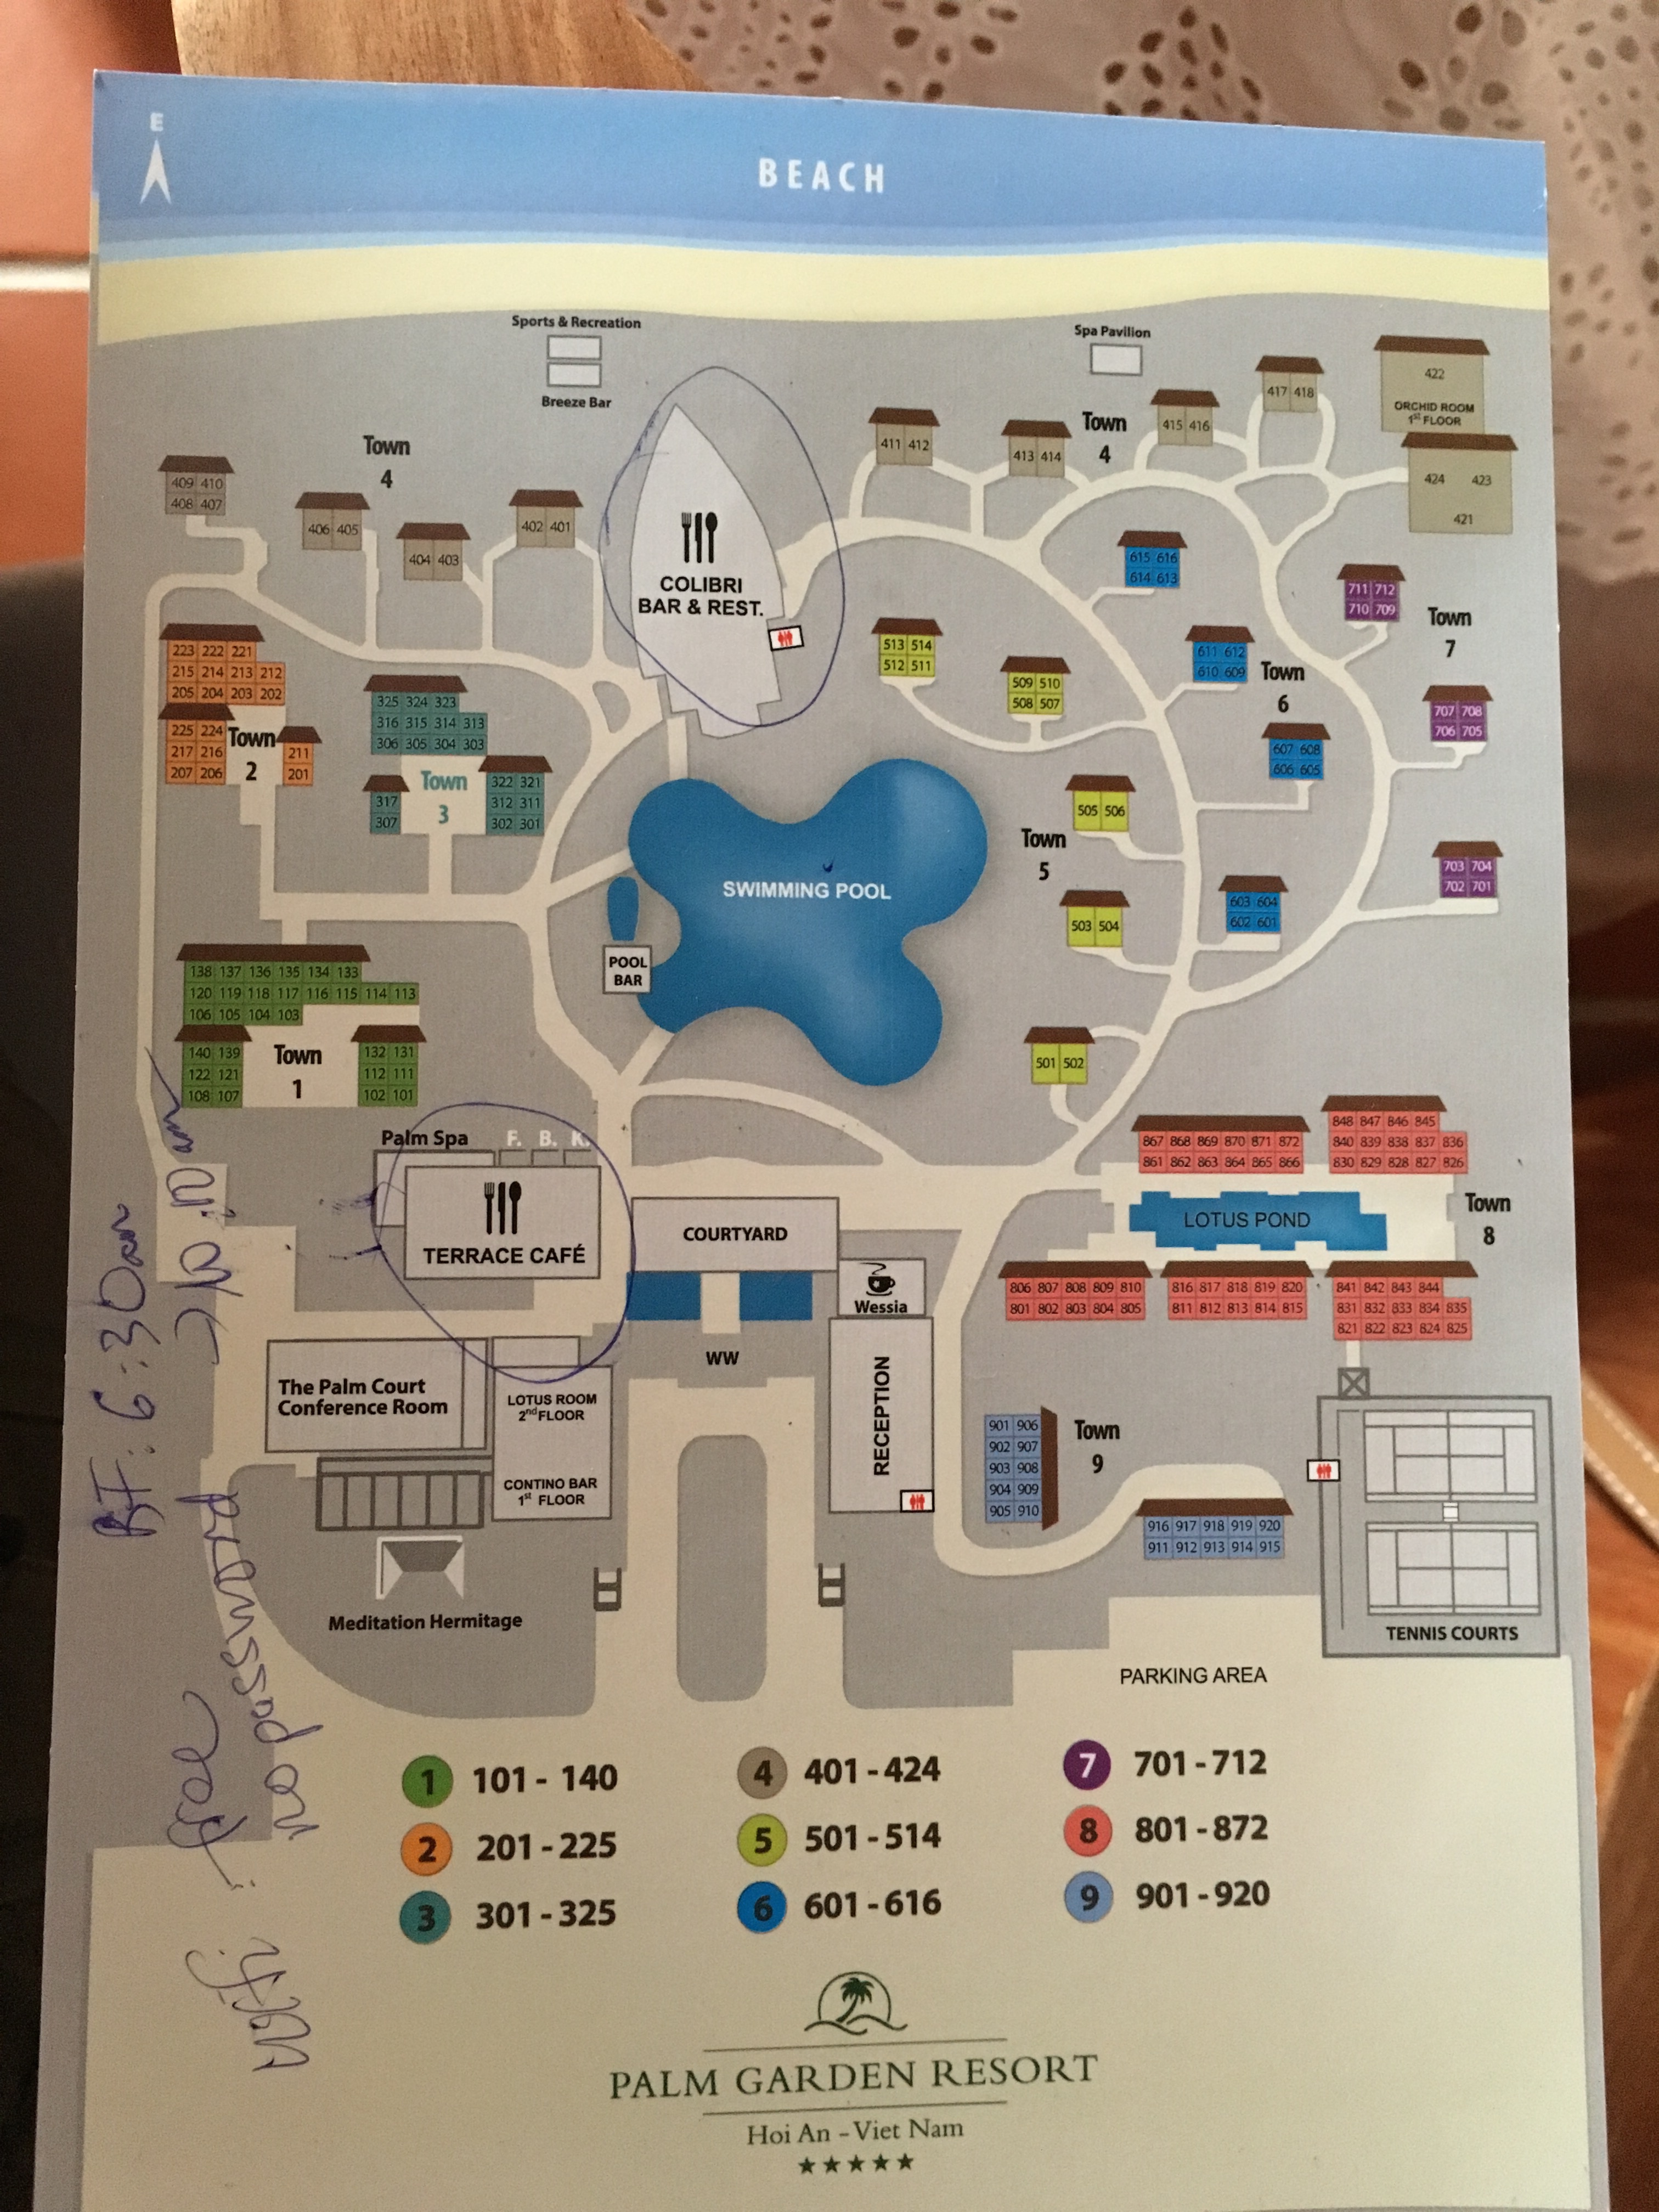 E
BEACH
Sports & Recreation
Breeze Bar
Spa Pavilion
422
ORCHID ROOM
1st FLOOR
424 423
421
417 418
415 416
Town
4
413 414
411 412
Town
4
409 410
408 407
406 405
404 403
402 401
COLIBRI
BAR & REST.
615 616
614 613
711 712
710 709
Town
7
611 612
610 609
Town
6
513 514
512 511
509 510
508 507
707 708
706 705
607 608
606 605
223 222 221
215 214 213 212
205 204 203 202
225 224
217 216
207 206
Town
2
211
201
325 324 323
316 315 314 313
306 305 304 303
317
307
Town
3
322 321
312 311
302 301
505 506
Town
5
503 504
703 704
702 701
603 604
602 601
SWIMMING POOL
POOL
BAR
138 137 136 135 134 133
120 119 118 117 116 115 114 113
106 105 104 103
140 139
122 121
108 107
Town
1
132 131
112 111
102 101
501 502
Palm Spa
F. B. K.
TERRACE CAFÉ
COURTYARD
Wessia
867 868 869 870 871 872
861 862 863 864 865 866
848 847 846 845
840 839 838 837 836
830 829 828 827 826
LOTUS POND
Town
8
806 807 808 809 810
801 802 803 804 805
816 817 818 819 820
811 812 813 814 815
841 842 843 844
831 832 833 834 835
821 822 823 824 825
WW
RECEPTION
The Palm Court
Conference Room
LOTUS ROOM
2nd FLOOR
CONTINO BAR
1st FLOOR
901 906
902 907
903 908
904 909
905 910
Town
9
916 917 918 919 920
911 912 913 914 915
Meditation Hermitage
TENNIS COURTS
PARKING AREA
1 101 - 140
2 201 - 225
3 301 - 325
4 401 - 424
5 501 - 514
6 601 - 616
7 701 - 712
8 801 - 872
9 901 - 920
PALM GARDEN RESORT
Hoi An - Viet Nam
BF: 6:30am
10:10am
Wifi: free
no password